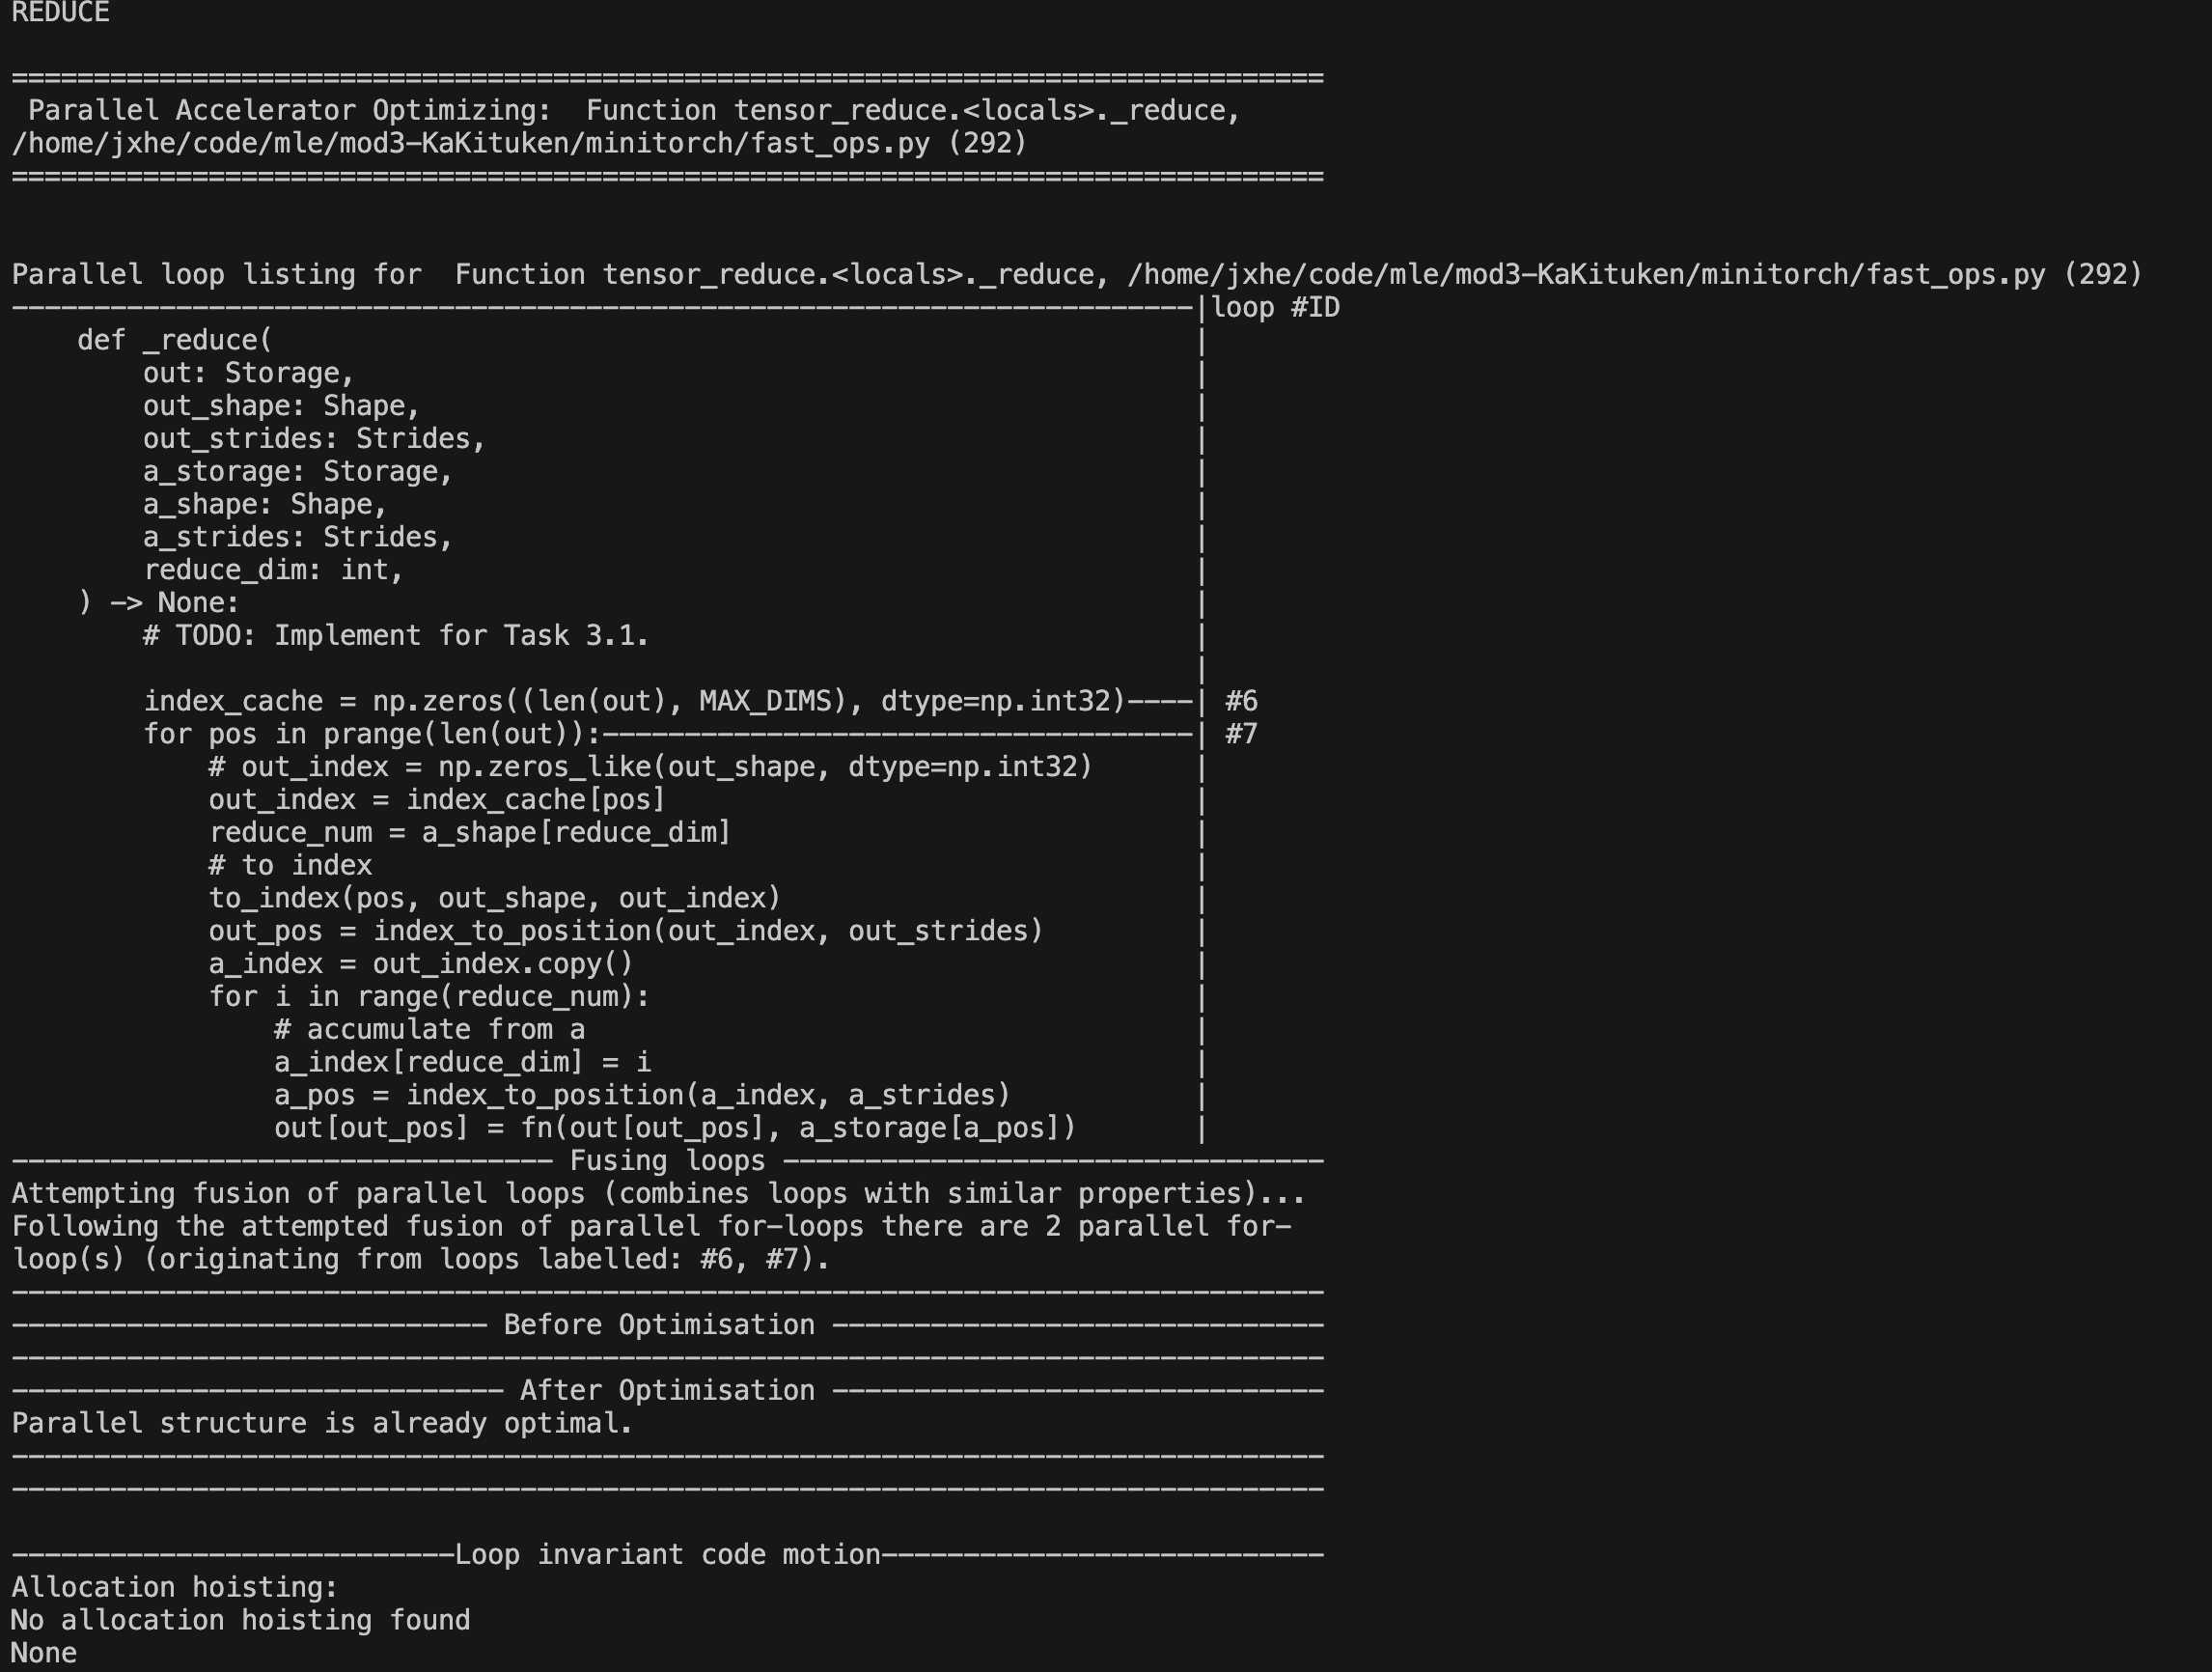 REDUCE
================================================================================
 Parallel Accelerator Optimizing:  Function tensor_reduce.<locals>._reduce,
/home/jxhe/code/mle/mod3-KaKituken/minitorch/fast_ops.py (292)
================================================================================
Parallel loop listing for  Function tensor_reduce.<locals>._reduce, /home/jxhe/code/mle/mod3-KaKituken/minitorch/fast_ops.py (292)
------------------------------------------------------------------------|loop #ID
    def _reduce(                                                        |
        out: Storage,                                                   |
        out_shape: Shape,                                               |
        out_strides: Strides,                                           |
        a_storage: Storage,                                             |
        a_shape: Shape,                                                 |
        a_strides: Strides,                                             |
        reduce_dim: int,                                                |
    ) -> None:                                                          |
        # TODO: Implement for Task 3.1.                                 |
                                                                        |
        index_cache = np.zeros((len(out), MAX_DIMS), dtype=np.int32)----| #6
        for pos in prange(len(out)):------------------------------------| #7
            # out_index = np.zeros_like(out_shape, dtype=np.int32)      |
            out_index = index_cache[pos]                                |
            reduce_num = a_shape[reduce_dim]                            |
            # to index                                                  |
            to_index(pos, out_shape, out_index)                         |
            out_pos = index_to_position(out_index, out_strides)         |
            a_index = out_index.copy()                                  |
            for i in range(reduce_num):                                 |
                # accumulate from a                                     |
                a_index[reduce_dim] = i                                 |
                a_pos = index_to_position(a_index, a_strides)           |
                out[out_pos] = fn(out[out_pos], a_storage[a_pos])       |
--------------------------------- Fusing loops ---------------------------------
Attempting fusion of parallel loops (combines loops with similar properties)...
Following the attempted fusion of parallel for-loops there are 2 parallel for-
loop(s) (originating from loops labelled: #6, #7).
--------------------------------------------------------------------------------
----------------------------- Before Optimisation ------------------------------
--------------------------------------------------------------------------------
------------------------------ After Optimisation ------------------------------
Parallel structure is already optimal.
--------------------------------------------------------------------------------
--------------------------------------------------------------------------------
---------------------------Loop invariant code motion---------------------------
Allocation hoisting:
No allocation hoisting found
None